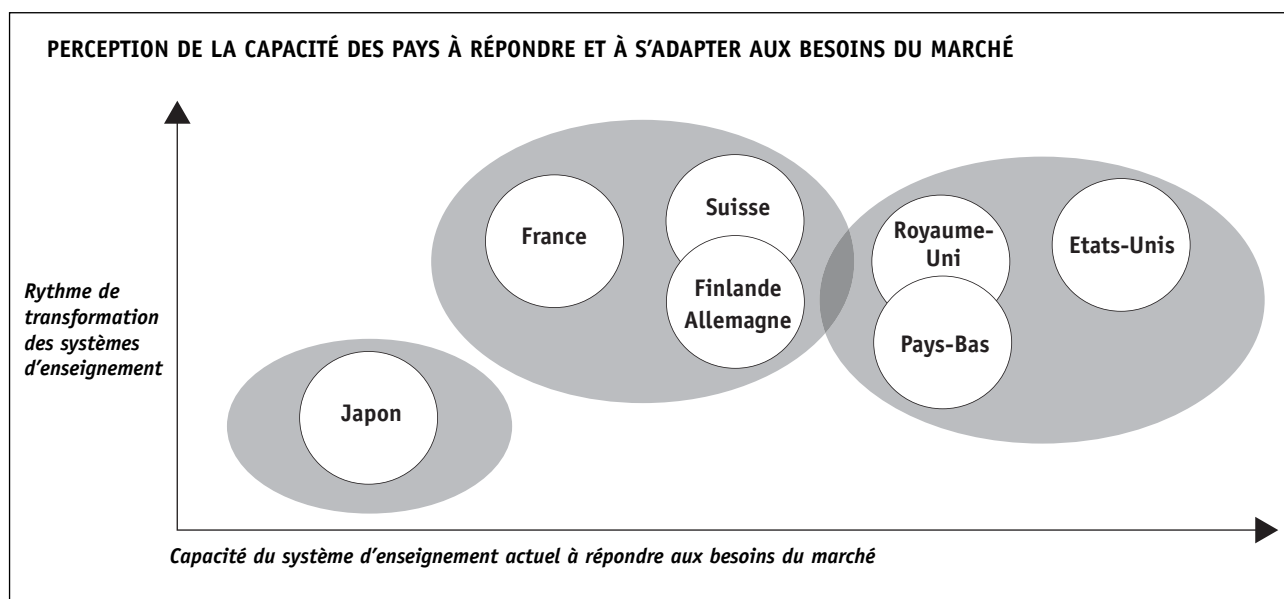 PERCEPTION DE LA CAPACITÉ DES PAYS À RÉPONDRE ET À S’ADAPTER AUX BESOINS DU MARCHÉ
Rythme de
transformation
des systèmes
d’enseignement
Japon
France
Suisse
Finlande
Allemagne
Royaume-
Uni
Pays-Bas
Etats-Unis
Capacité du système d’enseignement actuel à répondre aux besoins du marché